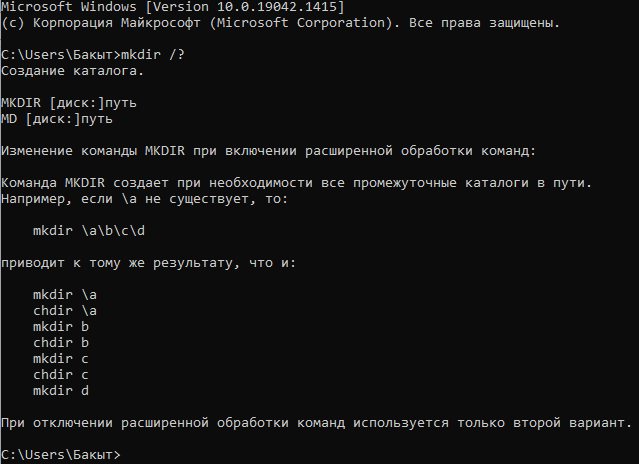 Microsoft Windows [Version 10.0.19042.1415]
(c) Корпорация Майкрософт (Microsoft Corporation). Все права защищены.
C:\Users\Бакыт>mkdir /?
Создание каталога.
MKDIR [диск:]путь
MD [диск:]путь
Изменение команды MKDIR при включении расширенной обработки команд:
Команда MKDIR создает при необходимости все промежуточные каталоги в пути.
Например, если \a не существует, то:
mkdir \a\b\c\d
приводит к тому же результату, что и:
mkdir \a
chdir \a
mkdir b
chdir b
mkdir c
chdir c
mkdir d
При отключении расширенной обработки команд используется только второй вариант.
C:\Users\Бакыт>